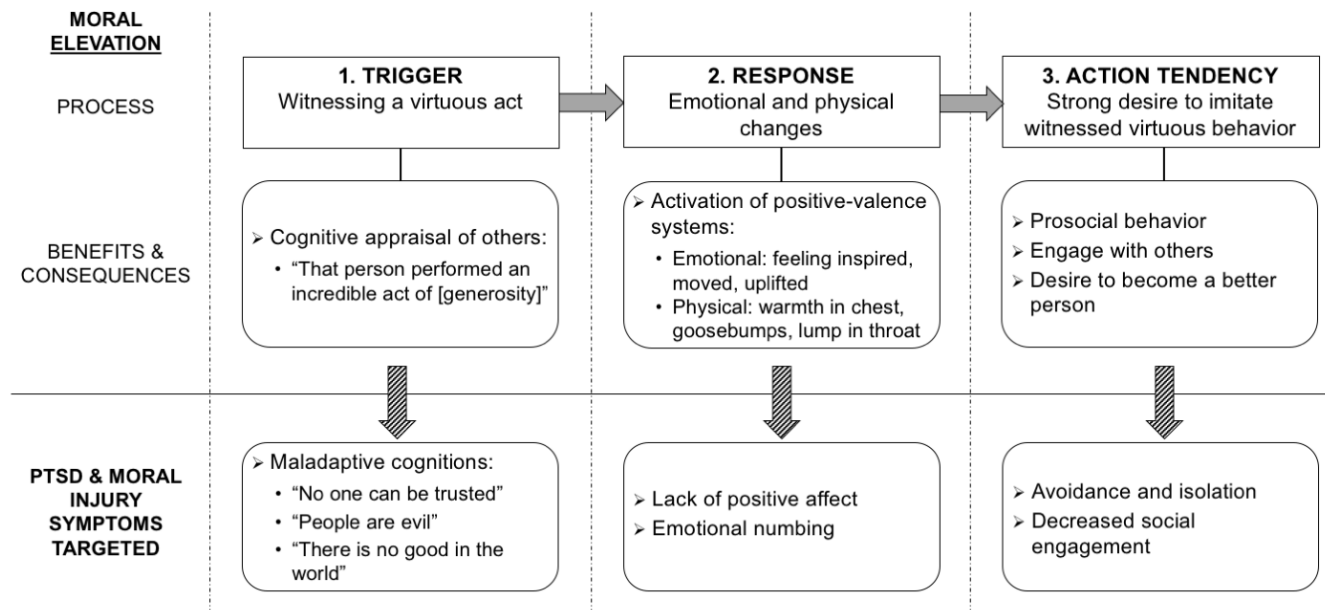 MORAL
ELEVATION
PROCESS
1. TRIGGER
Witnessing a virtuous act
2. RESPONSE
Emotional and physical
changes
3. ACTION TENDENCY
Strong desire to imitate
witnessed virtuous behavior
BENEFITS &
CONSEQUENCES
➢ Cognitive appraisal of others:
• “That person performed an
incredible act of [generosity]”
➢ Activation of positive-valence
systems:
• Emotional: feeling inspired,
moved, uplifted
• Physical: warmth in chest,
goosebumps, lump in throat
➢ Prosocial behavior
➢ Engage with others
➢ Desire to become a better
person
PTSD & MORAL
INJURY
SYMPTOMS
TARGETED
➢ Maladaptive cognitions:
• “No one can be trusted”
• “People are evil”
• “There is no good in the
world”
➢ Lack of positive affect
➢ Emotional numbing
➢ Avoidance and isolation
➢ Decreased social
engagement